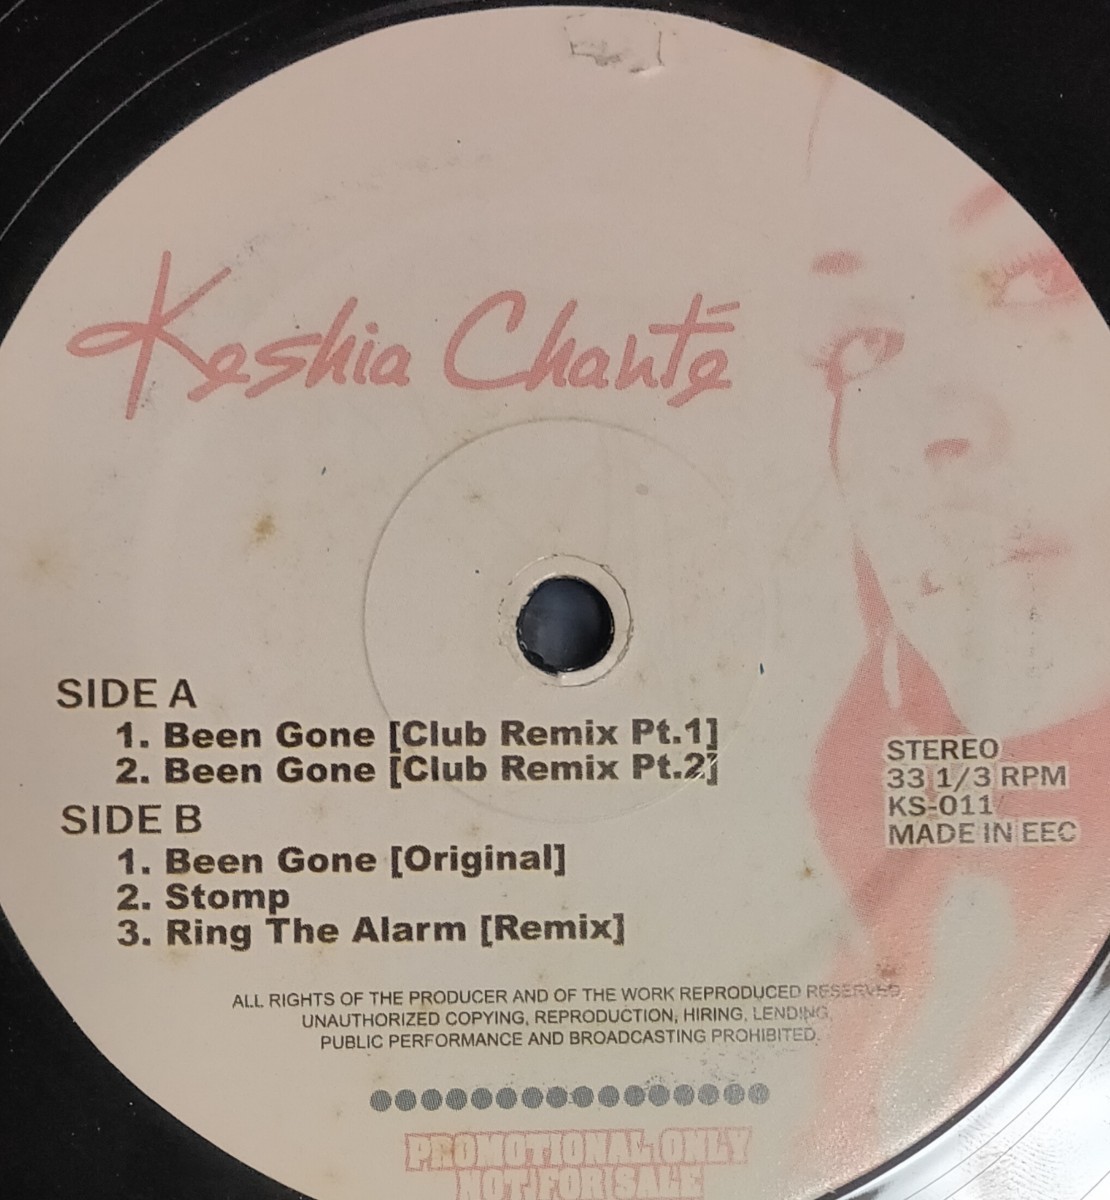 Keshia Chanté
SIDE A
1. Been Gone [Club Remix Pt.1]
2. Been Gone [Club Remix Pt.2]
SIDE B
1. Been Gone [Original]
2. Stomp
3. Ring The Alarm [Remix]
STEREO
33 1/3 RPM
KS-011
MADE IN EEC
ALL RIGHTS OF THE PRODUCER AND OF THE WORK REPRODUCED RESERVED
UNAUTHORIZED COPYING, REPRODUCTION, HIRING, LENDING,
PUBLIC PERFORMANCE AND BROADCASTING PROHIBITED.
PROMOTIONAL ONLY
NOT FOR SALE